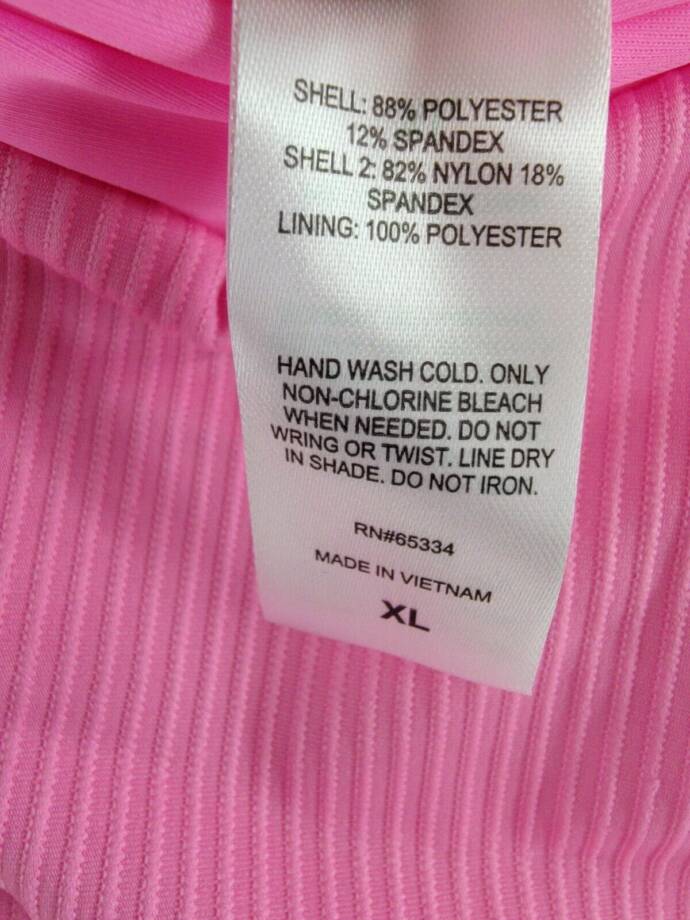 SHELL: 88% POLYESTER
12% SPANDEX
SHELL 2: 82% NYLON 18%
SPANDEX
LINING: 100% POLYESTER
HAND WASH COLD. ONLY
NON-CHLORINE BLEACH
WHEN NEEDED. DO NOT
WRING OR TWIST. LINE DRY
IN SHADE. DO NOT IRON.
RN#65334
MADE IN VIETNAM
XL